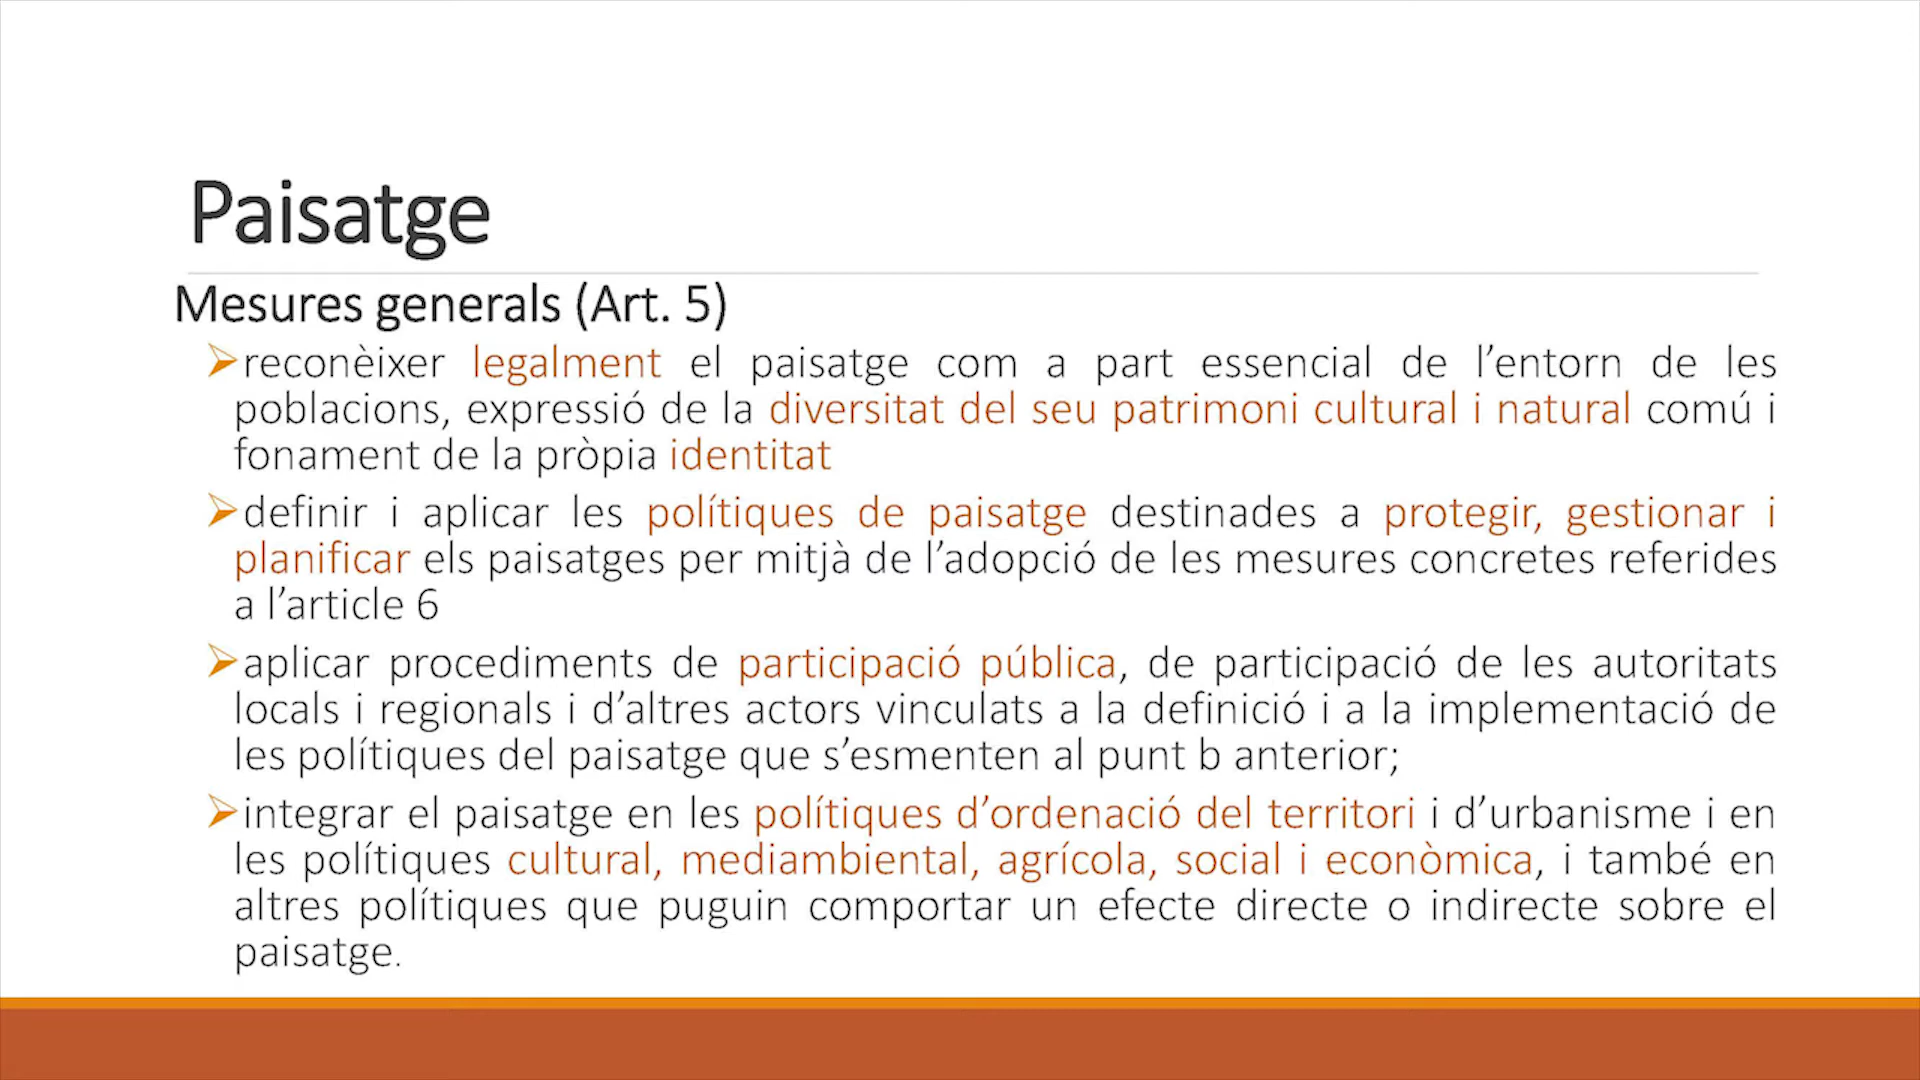 Paisatge
Mesures generals (Art. 5)
reconèixer legalment el paisatge com a part essencial de l’entorn de les
poblacions, expressió de la diversitat del seu patrimoni cultural i natural comú i
fonament de la pròpia identitat
definir i aplicar les polítiques de paisatge destinades a protegir, gestionar i
planificar els paisatges per mitjà de l’adopció de les mesures concretes referides
a l’article 6
aplicar procediments de participació pública, de participació de les autoritats
locals i regionals i d’altres actors vinculats a la definició i a la implementació de
les polítiques del paisatge que s’esmenten al punt b anterior;
integrar el paisatge en les polítiques d’ordenació del territori i d’urbanisme i en
les polítiques cultural, mediambiental, agrícola, social i econòmica, i també en
altres polítiques que puguin comportar un efecte directe o indirecte sobre el
paisatge.